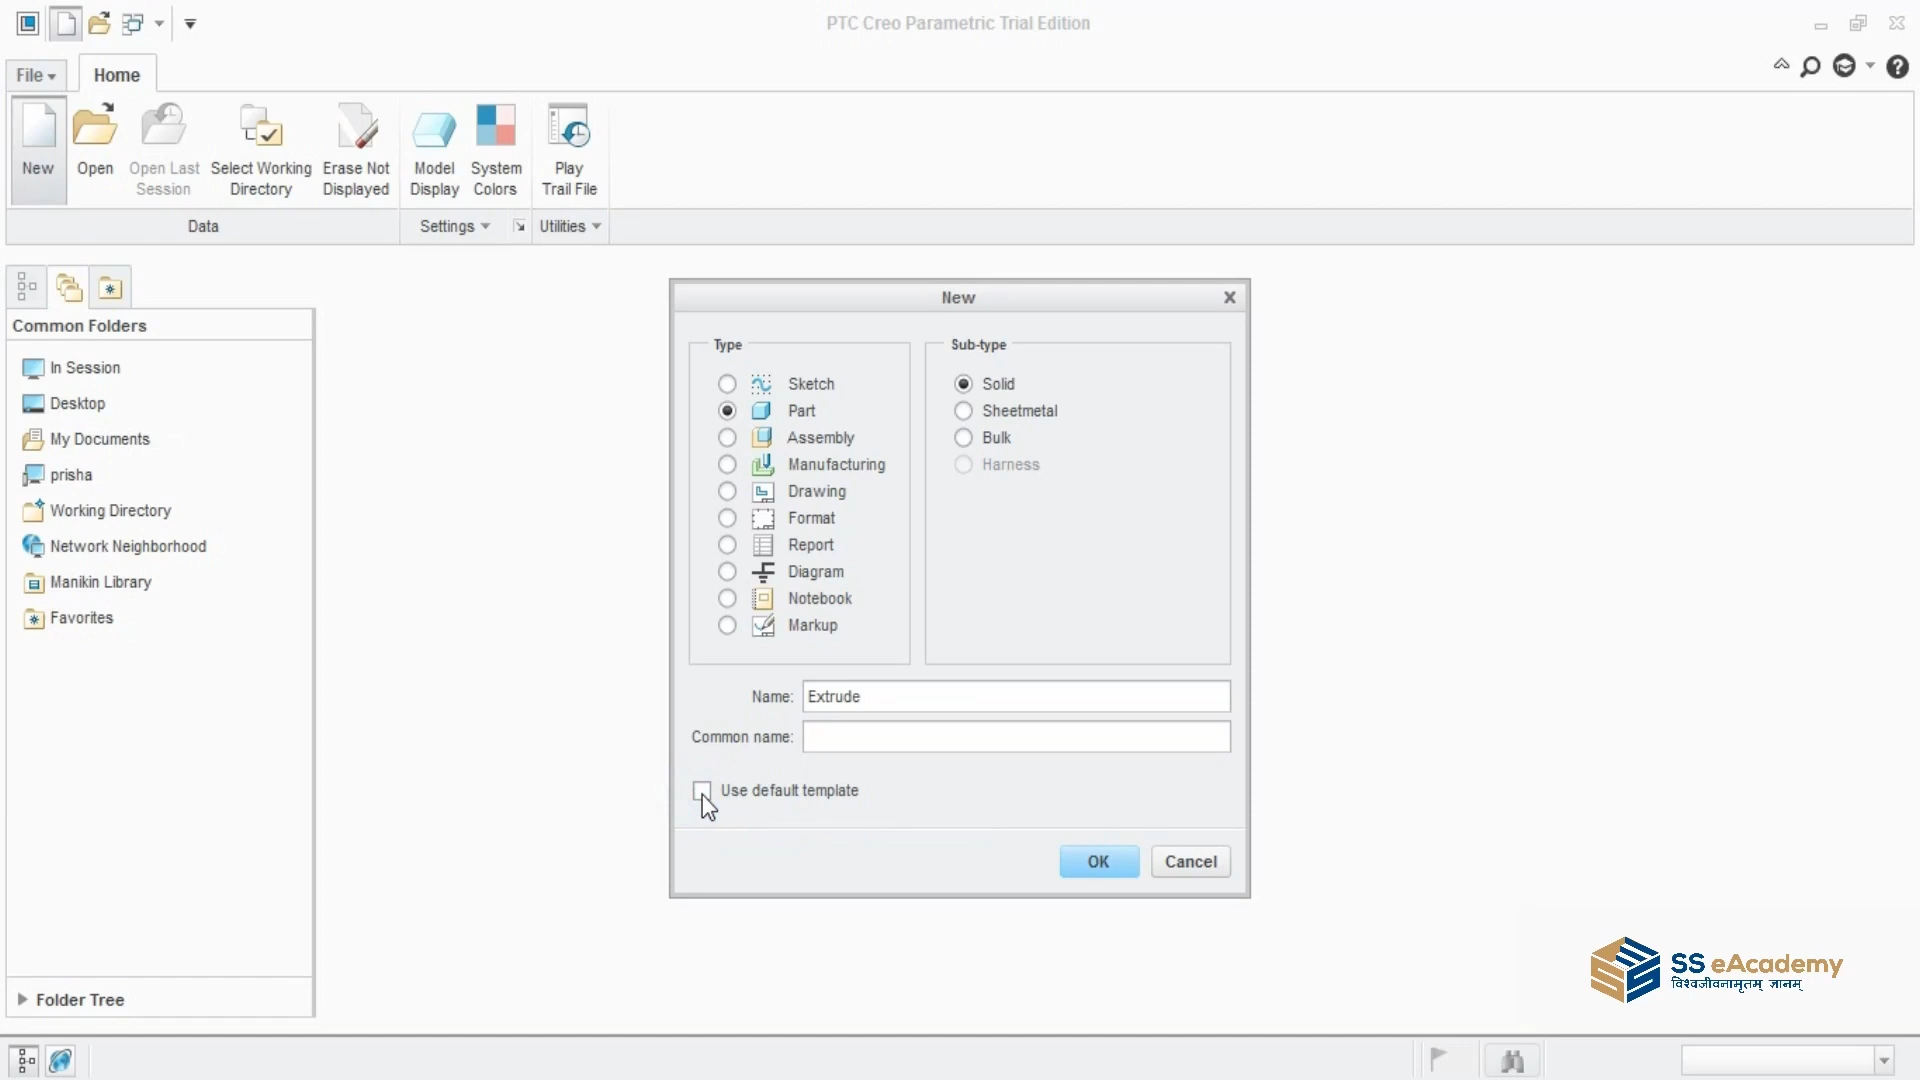 PTC Creo Parametric Trial Edition
File
Home
New
Open
Open Last
Session
Select Working
Directory
Erase Not
Displayed
Model
Display
System
Colors
Play
Trail File
Data
Settings
Utilities
Common Folders
In Session
Desktop
My Documents
prisha
Working Directory
Network Neighborhood
Manikin Library
Favorites
Folder Tree
New
Type
Sketch
Part
Assembly
Manufacturing
Drawing
Format
Report
Diagram
Notebook
Markup
Sub-type
Solid
Sheetmetal
Bulk
Harness
Name: Extrude
Common name:
Use default template
OK
Cancel
SS eAcademy
विश्वजीवनामृतम् ज्ञानम्